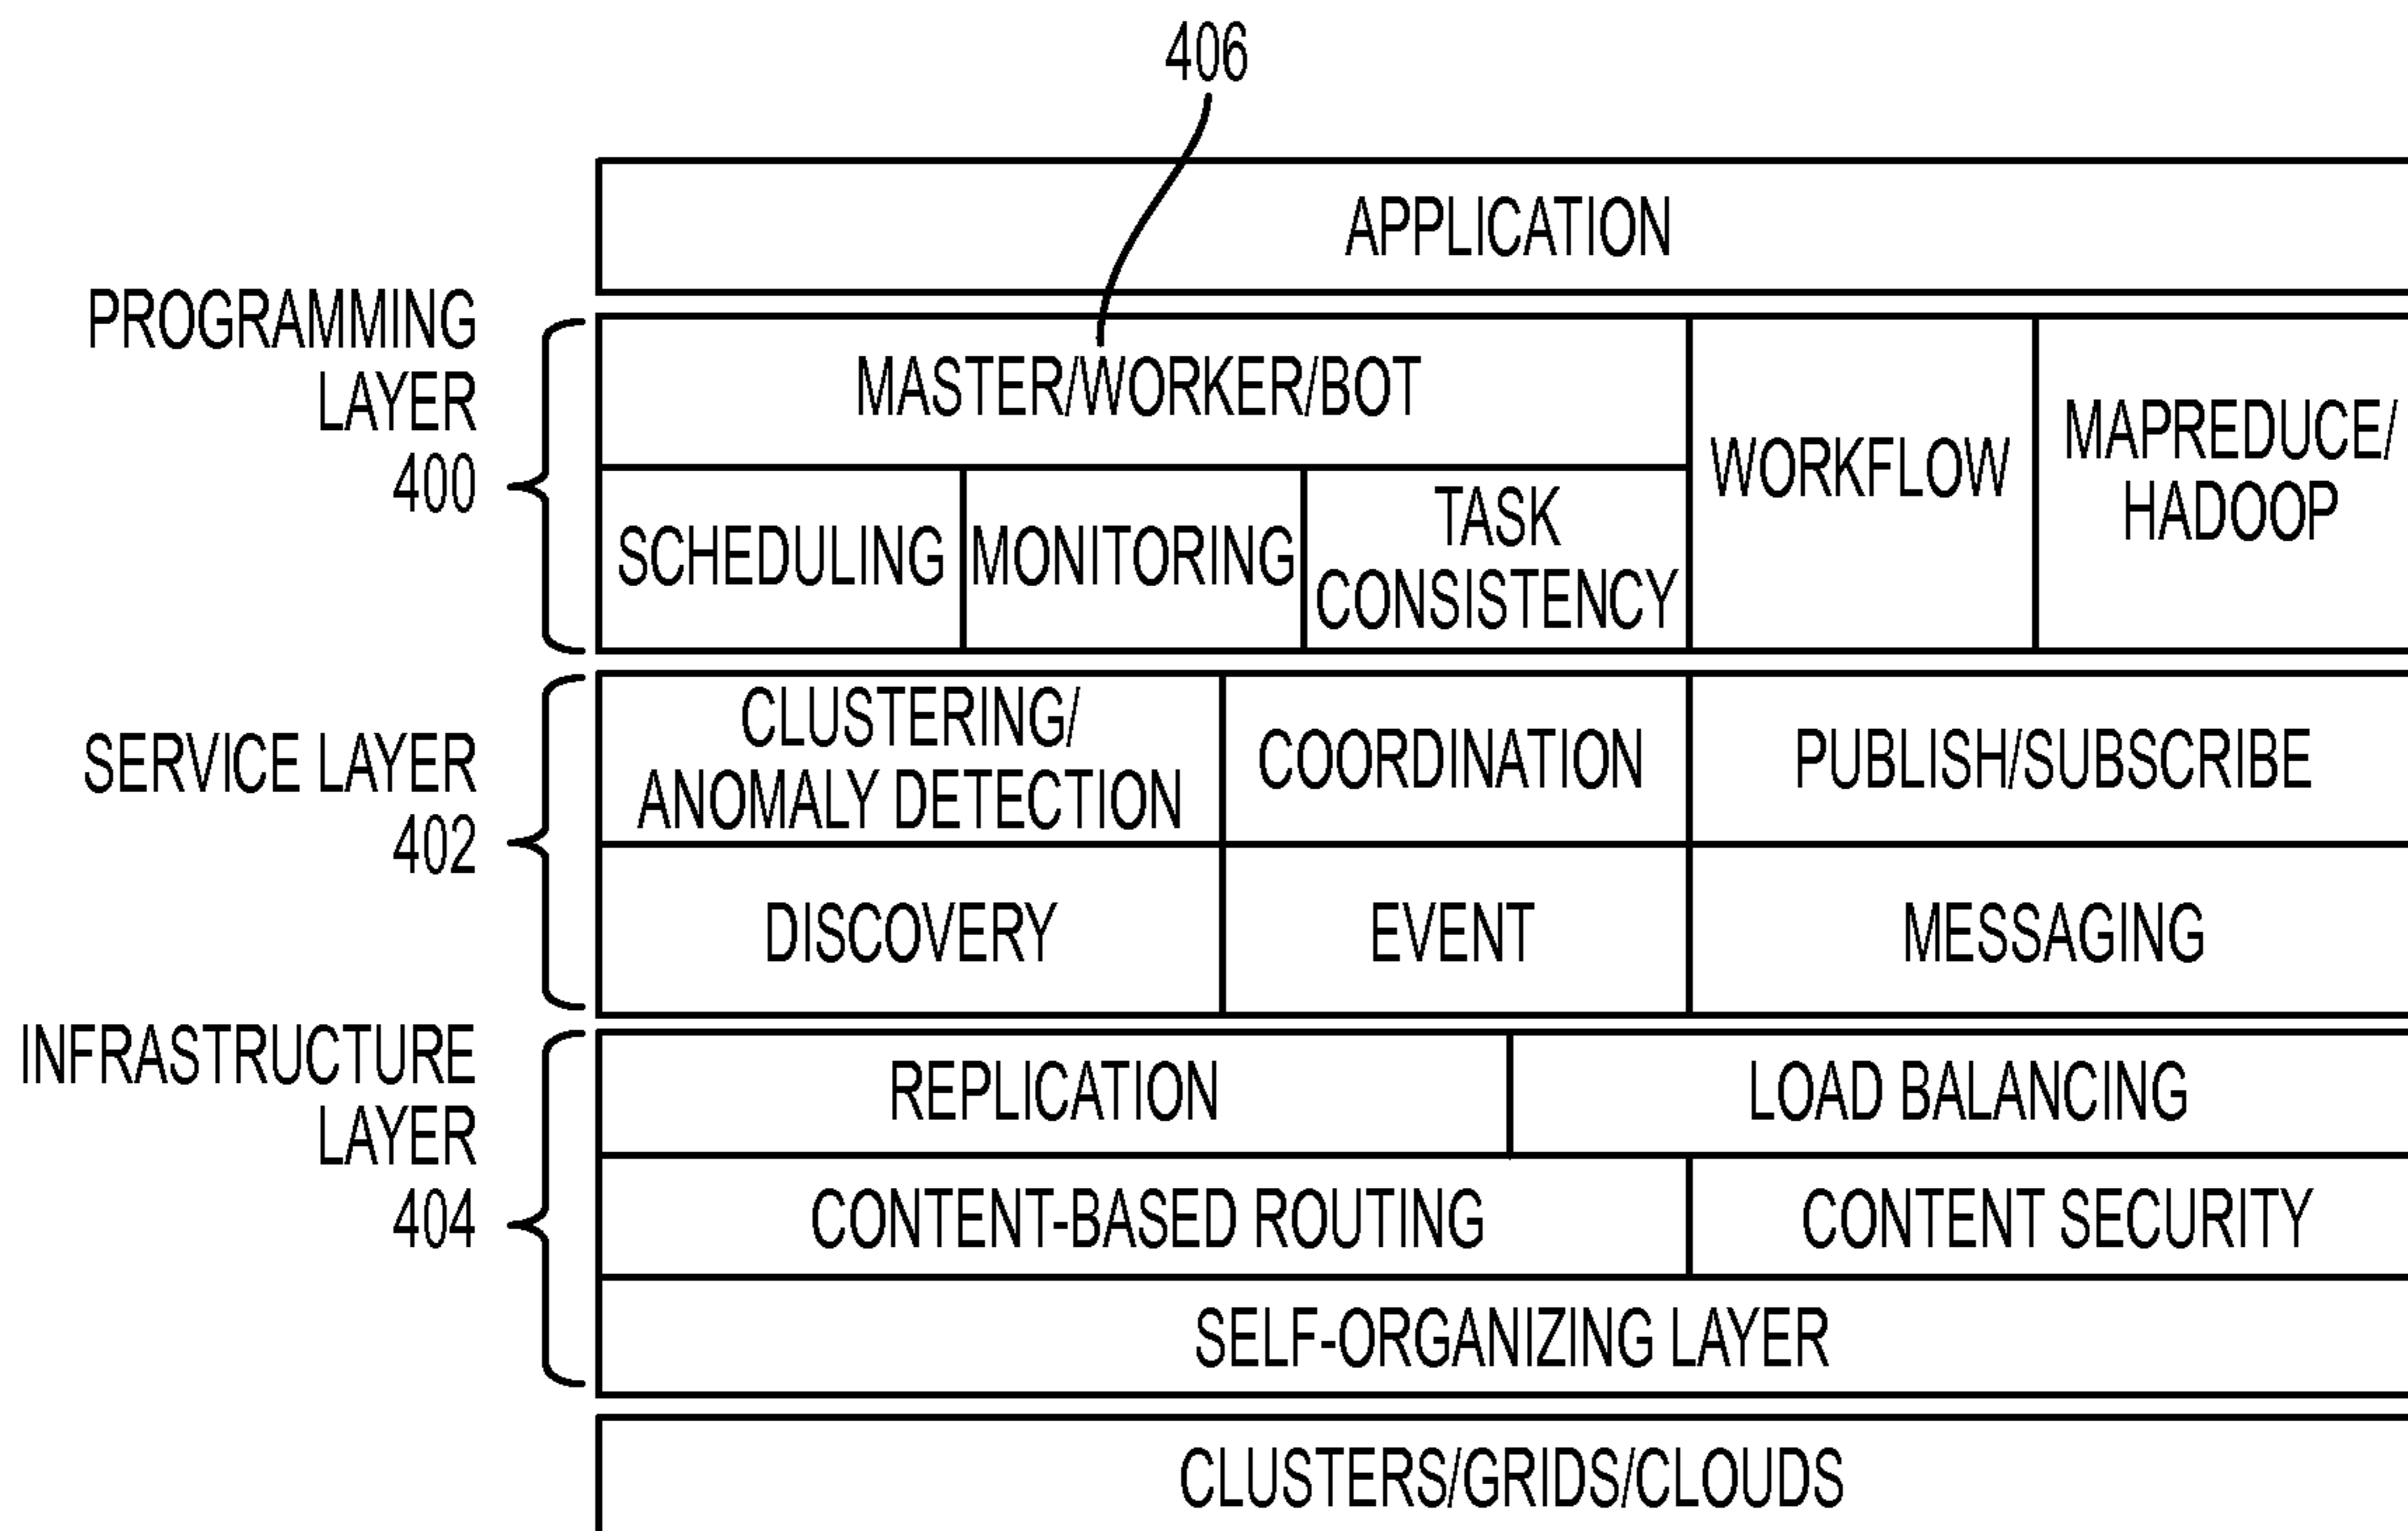 406
APPLICATION
PROGRAMMING
LAYER
400
MASTER/WORKER/BOT
SCHEDULING
MONITORING
TASK
CONSISTENCY
WORKFLOW
MAPREDUCE/
HADOOP
SERVICE LAYER
402
CLUSTERING/
ANOMALY DETECTION
COORDINATION
PUBLISH/SUBSCRIBE
DISCOVERY
EVENT
MESSAGING
INFRASTRUCTURE
LAYER
404
REPLICATION
LOAD BALANCING
CONTENT-BASED ROUTING
CONTENT SECURITY
SELF-ORGANIZING LAYER
CLUSTERS/GRIDS/CLOUDS